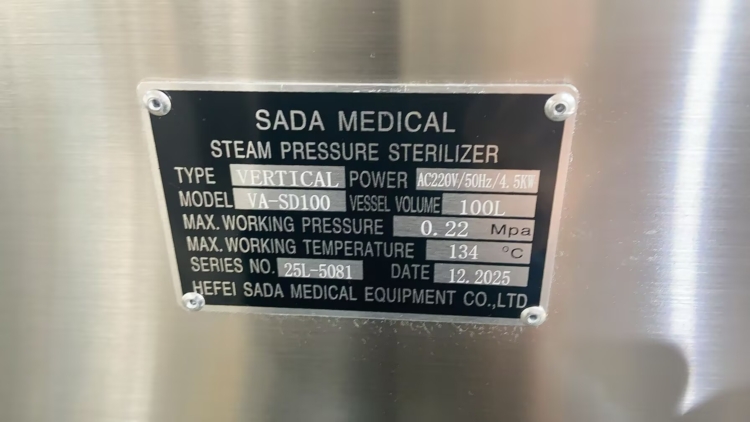 SADA MEDICAL
STEAM PRESSURE STERILIZER
TYPE VERTICAL POWER AC220V/50Hz/4.5KW
MODEL VA-SD100 VESSEL VOLUME 100L
MAX. WORKING PRESSURE 0.22 Mpa
MAX. WORKING TEMPERATURE 134 °C
SERIES NO. 25L-5081 DATE 12.2025
HEFEI SADA MEDICAL EQUIPMENT CO.,LTD